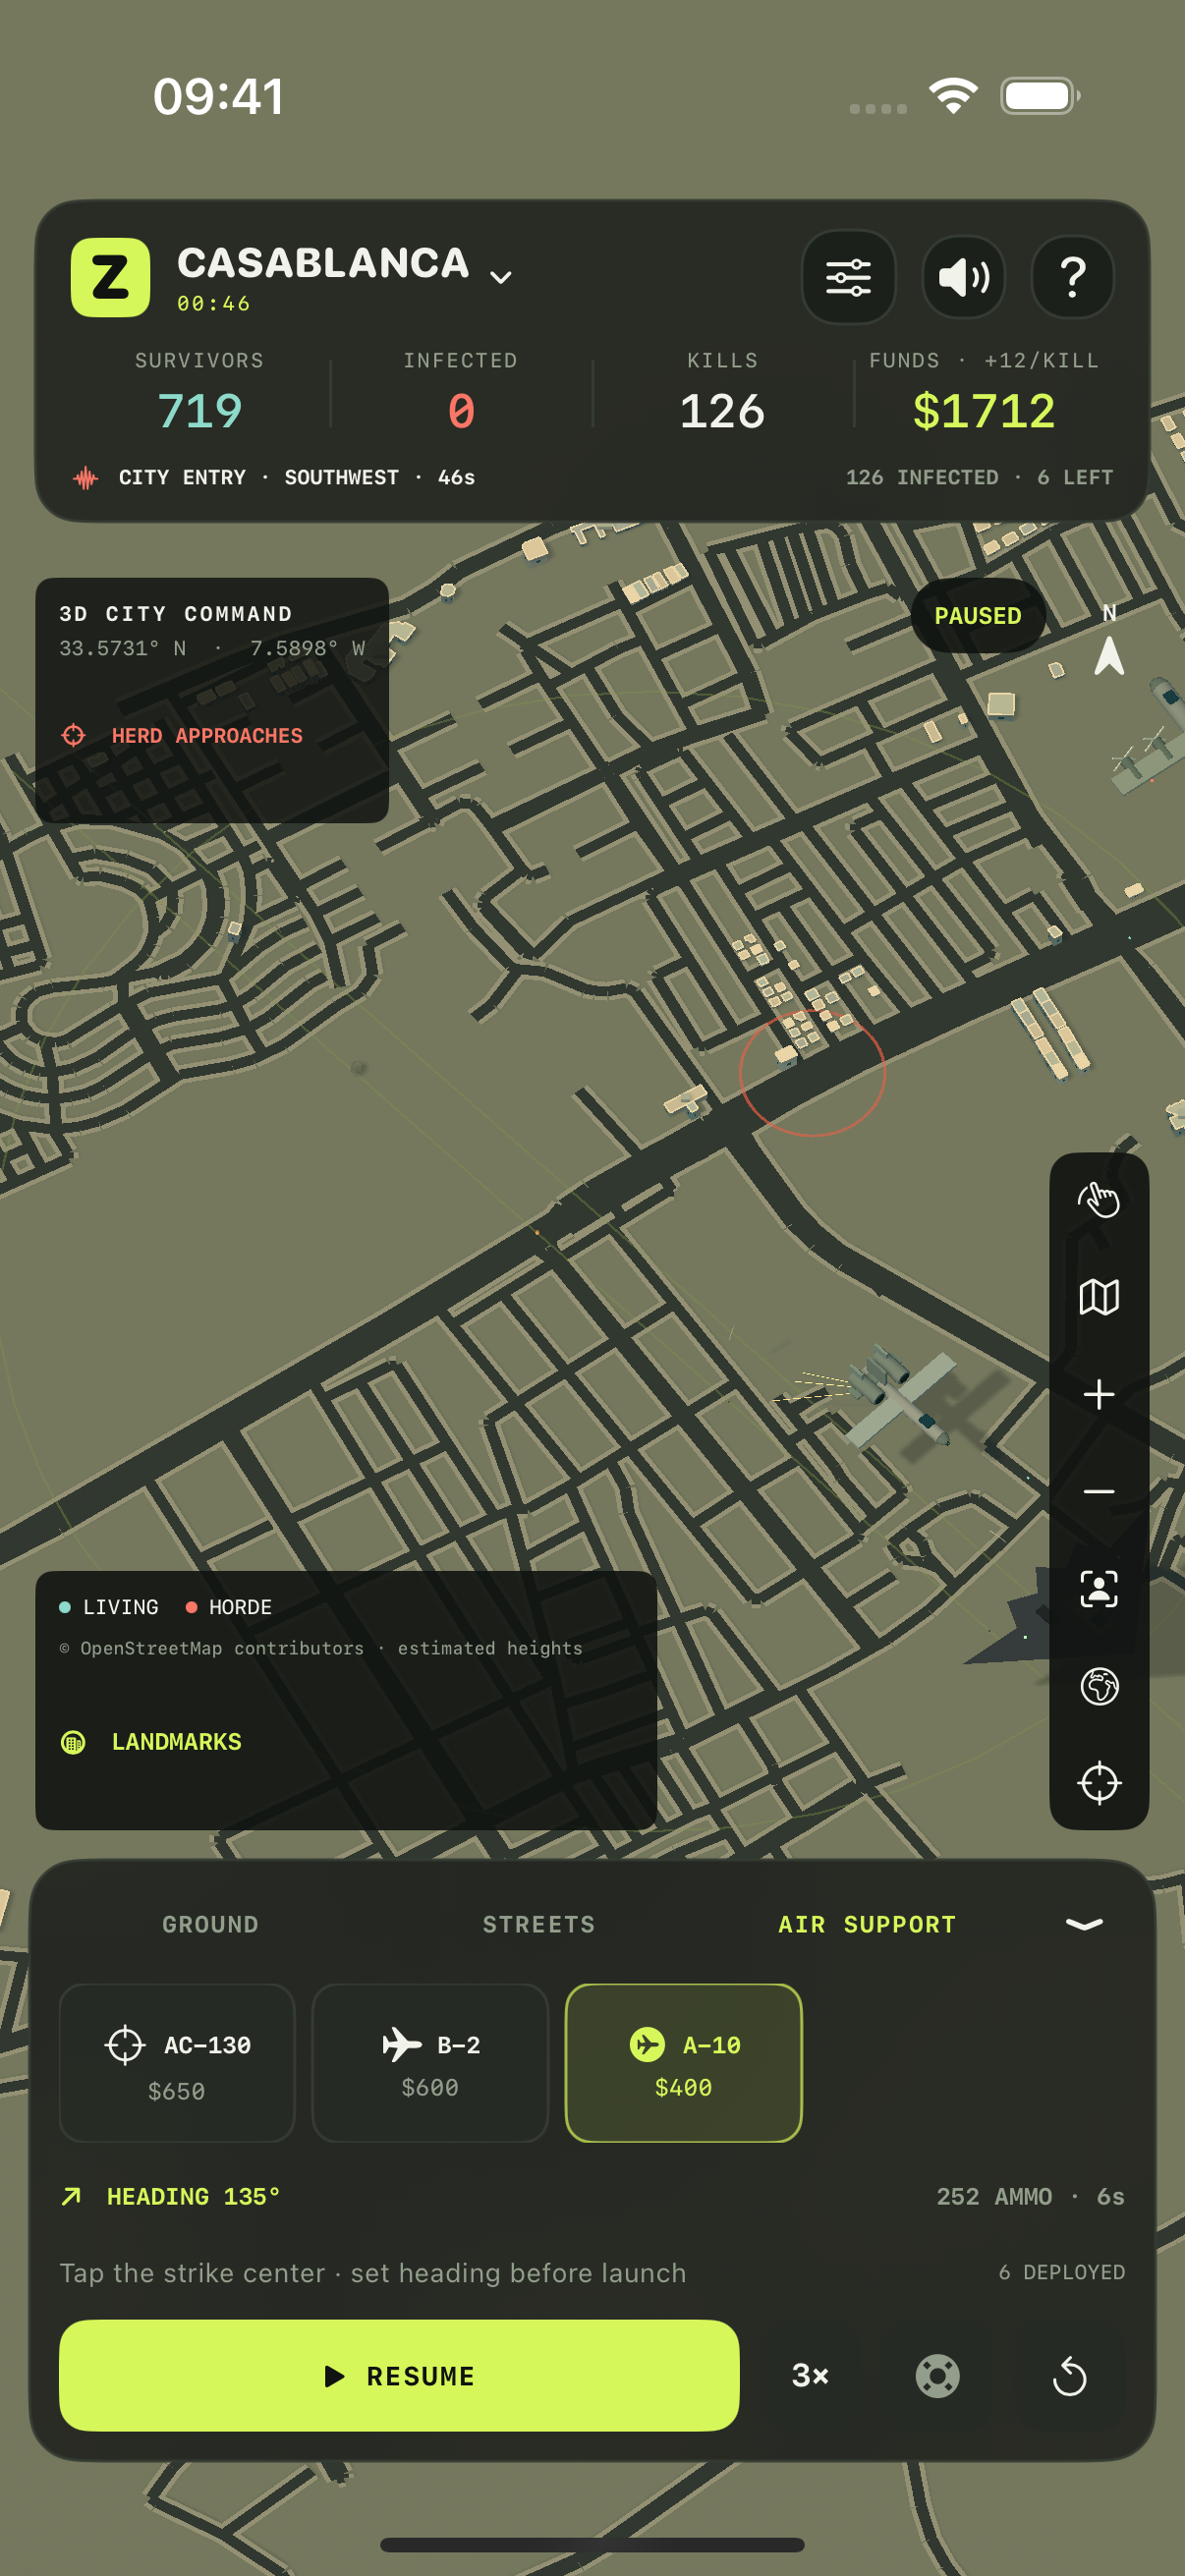 09:41
Z CASABLANCA
00:46
SURVIVORS INFECTED KILLS FUNDS · +12/KILL
719 0 126 $1712
CITY ENTRY · SOUTHWEST · 46s 126 INFECTED · 6 LEFT
3D CITY COMMAND
33.5731° N · 7.5898° W
HERD APPROACHES
PAUSED
N
LIVING HORDE
© OpenStreetMap contributors · estimated heights
LANDMARKS
GROUND STREETS AIR SUPPORT
AC-130 B-2 A-10
$650 $600 $400
HEADING 135° 252 AMMO · 6s
Tap the strike center · set heading before launch 6 DEPLOYED
RESUME 3×